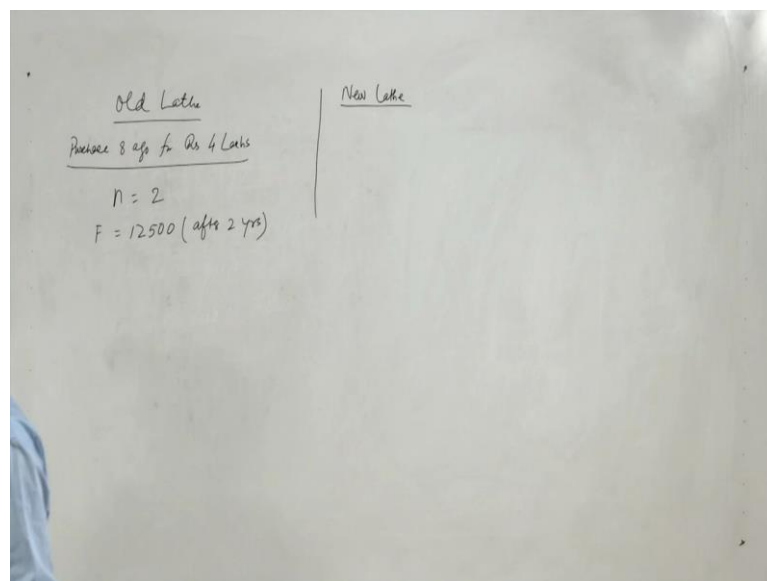 Old Lathe
Purchase 8 ago for Rs 4 Lakhs
n = 2
F = 12500 (after 2 yrs)
New Lathe